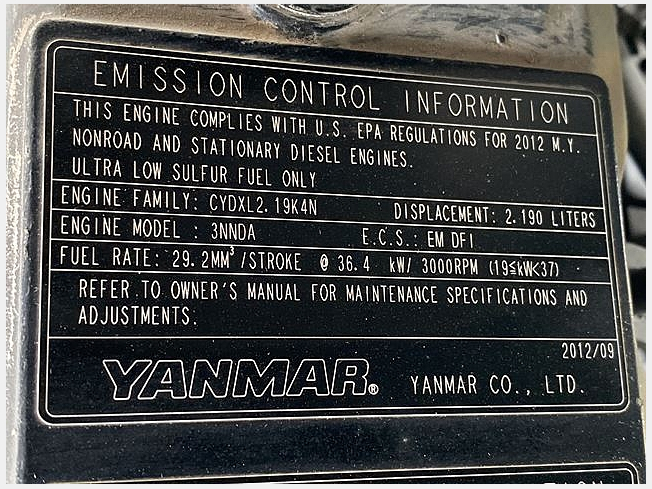 EMISSION CONTROL INFORMATION
THIS ENGINE COMPLIES WITH U.S. EPA REGULATIONS FOR 2012 M.Y.
NONROAD AND STATIONARY DIESEL ENGINES.
ULTRA LOW SULFUR FUEL ONLY
ENGINE FAMILY: CYDXL2.19K4N DISPLACEMENT: 2.190 LITERS
ENGINE MODEL : 3NNDA E.C.S.: EM DFI
FUEL RATE: 29.2MM³/STROKE @ 36.4 kW/ 3000RPM (19≦kW<37)
REFER TO OWNER'S MANUAL FOR MAINTENANCE SPECIFICATIONS AND
ADJUSTMENTS.
2012/09
YANMAR® YANMAR CO., LTD.